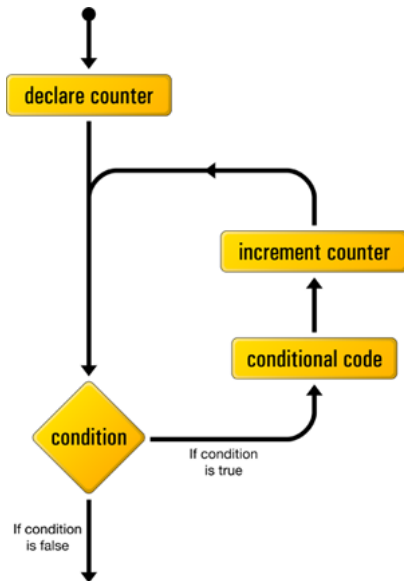 declare counter
increment counter
conditional code
condition
If condition
is true
If condition
is false